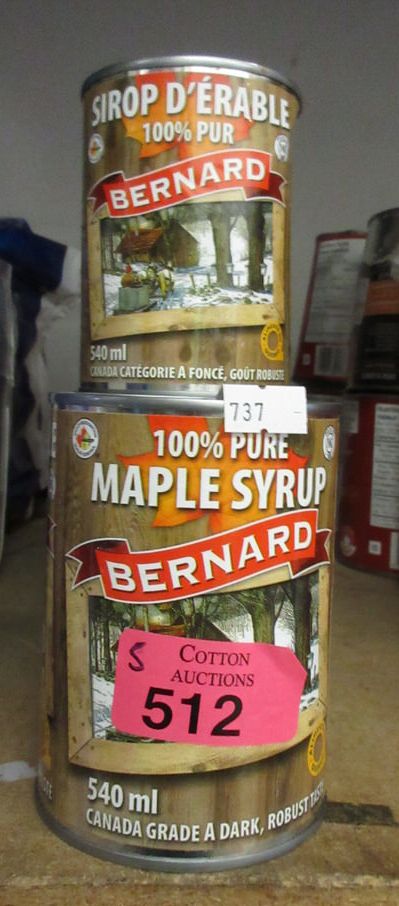 SIROP D'ÉRABLE
100% PUR
BERNARD
540 ml
CANADA CATÉGORIE A FONCÉ, GOÛT ROBUSTE
737 -
100% PURE
MAPLE SYRUP
BERNARD
5 COTTON
AUCTIONS
512
540 ml
CANADA GRADE A DARK, ROBUST TASTE